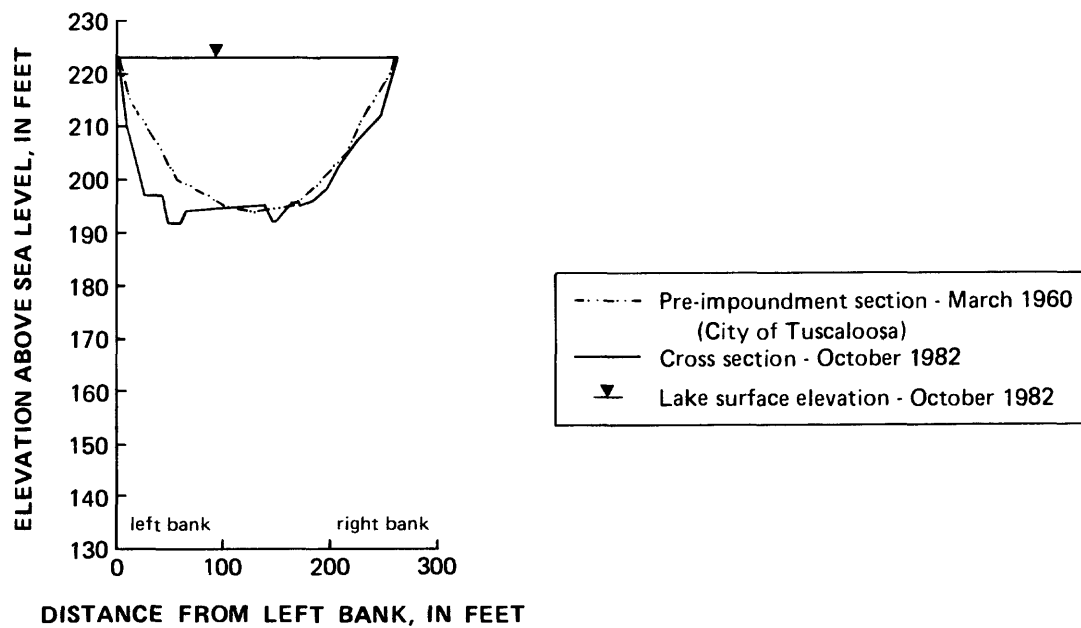 ELEVATION ABOVE SEA LEVEL, IN FEET
230
220
210
200
190
180
170
160
150
140
130
left bank
right bank
0
100
200
300
DISTANCE FROM LEFT BANK, IN FEET
Pre-impoundment section - March 1960
(City of Tuscaloosa)
Cross section - October 1982
Lake surface elevation - October 1982